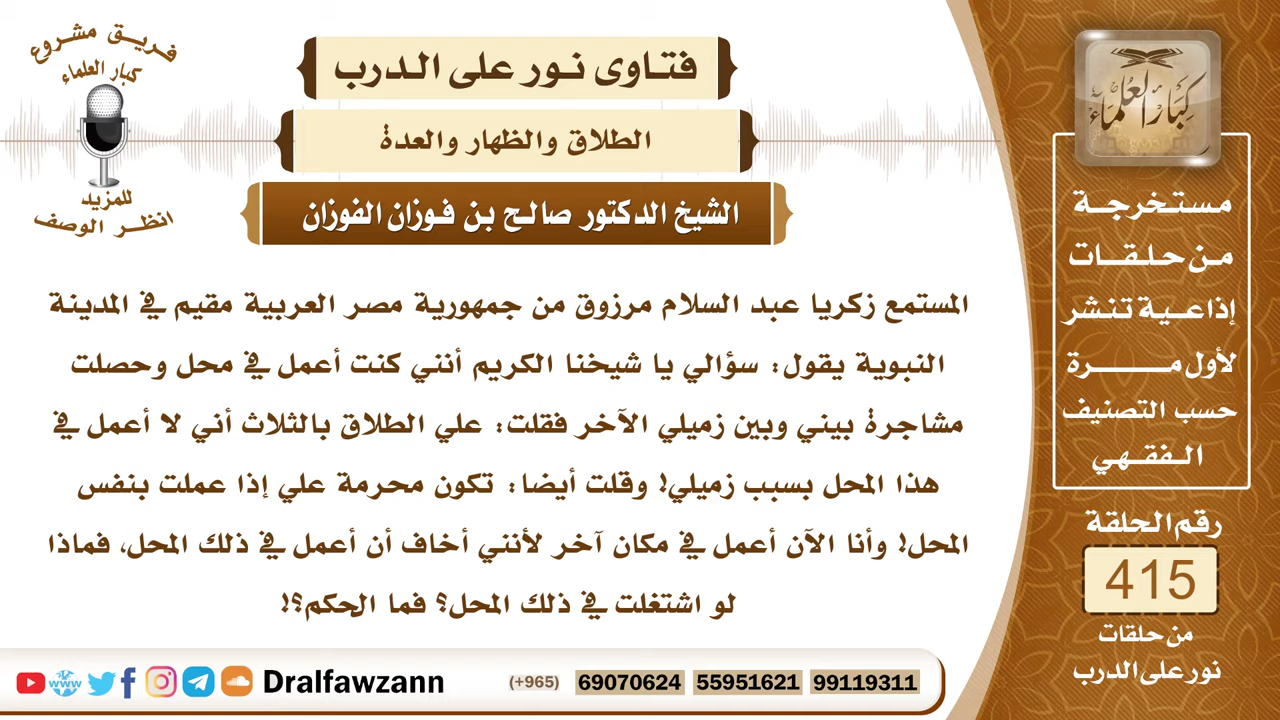 فريق مشروع
كبار العلماء
للمزيد
انظر الوصف
فتاوى نور على الدرب
الطلاق والظهار والعدة
الشيخ الدكتور صالح بن فوزان الفوزان
المستمع زكريا عبد السلام مرزوق من جمهورية مصر العربية مقيم في المدينة
النبوية يقول: سؤالي يا شيخنا الكريم أنني كنت أعمل في محل وحصلت
مشاجرة بيني وبين زميلي الآخر فقلت: علي الطلاق بالثلاث أني لا أعمل في
هذا المحل بسبب زميلي! وقلت أيضا: تكون محرمة علي إذا عملت بنفس
المحل! وأنا الآن أعمل في مكان آخر لأنني أخاف أن أعمل في ذلك المحل، فماذا
لو اشتغلت في ذلك المحل؟ فما الحكم؟!
كبار العلماء
مستخرجة
من حلقات
إذاعية تنشر
لأول مرة
حسب التصنيف
الفقهي
رقم الحلقة
415
من حلقات
نور على الدرب
www Dralfawzann (+965) 69070624 55951621 99119311